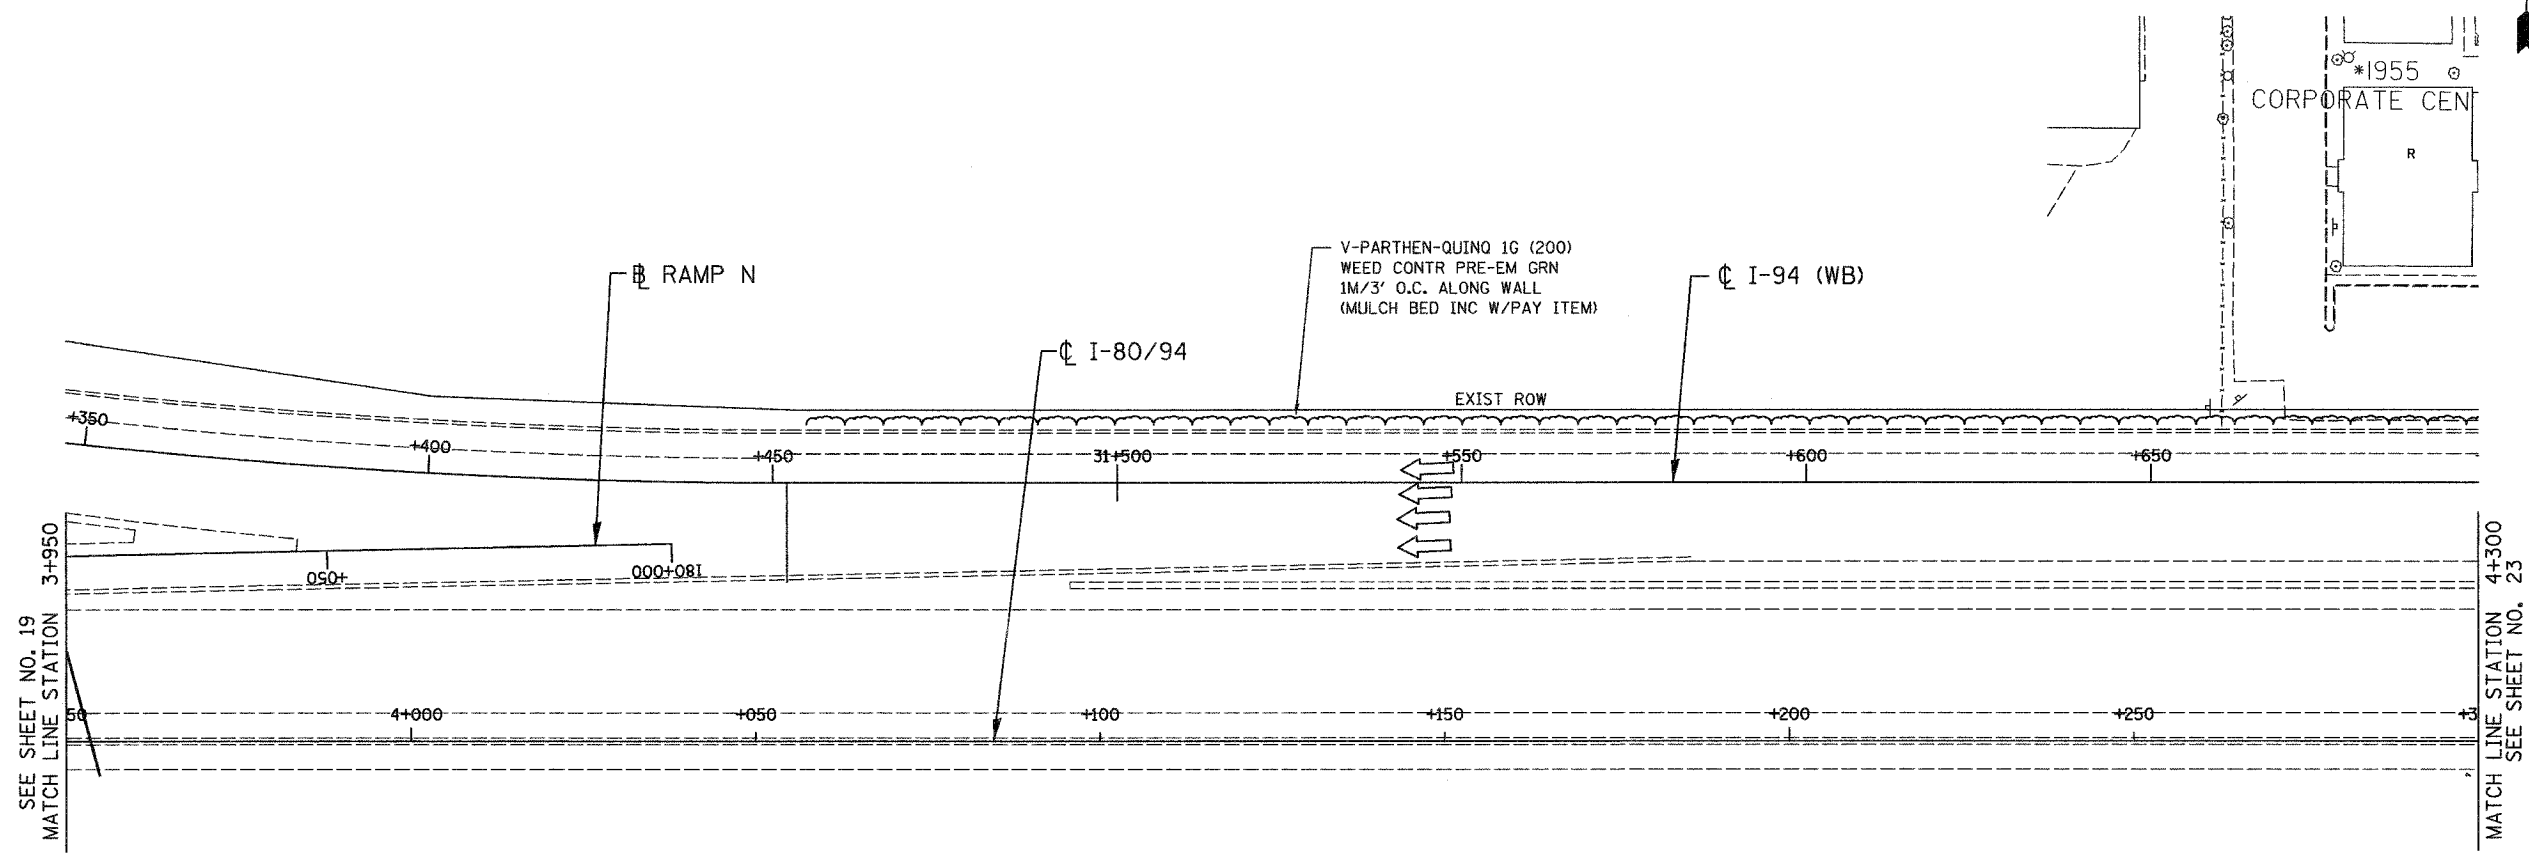 *1955
CORPORATE CEN
R
V-PARTHEN-QUINQ 1G (200)
WEED CONTR PRE-EM GRN
1M/3' O.C. ALONG WALL
(MULCH BED INC W/PAY ITEM)
℄ RAMP N
℄ I-94 (WB)
℄ I-80/94
EXIST ROW
+350
+400
+450
31+500
+550
+600
+650
+050
180+000
50
4+000
+050
+100
+150
+200
+250
+3
SEE SHEET NO. 19
MATCH LINE STATION 3+950
MATCH LINE STATION 4+300
SEE SHEET NO. 23